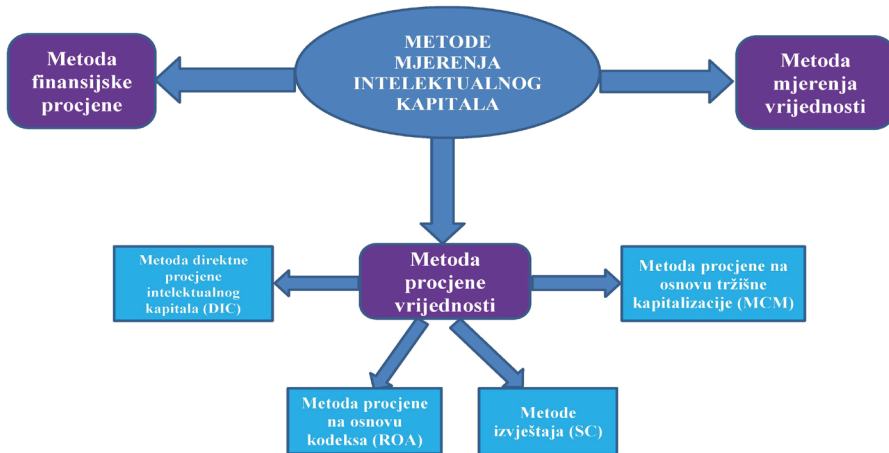 METODE
MJERENJA
INTELEKTUALNOG
KAPITALA
Metoda
finansijske
procjene
Metoda
mjerenja
vrijednosti
Metoda
procjene
vrijednosti
Metoda direktne
procjene
intelektualnog
kapitala (DIC)
Metoda procjene na
osnovu tržišne
kapitalizacije (MCM)
Metoda procjene
na osnovu
kodeksa (ROA)
Metode
izvještaja (SC)